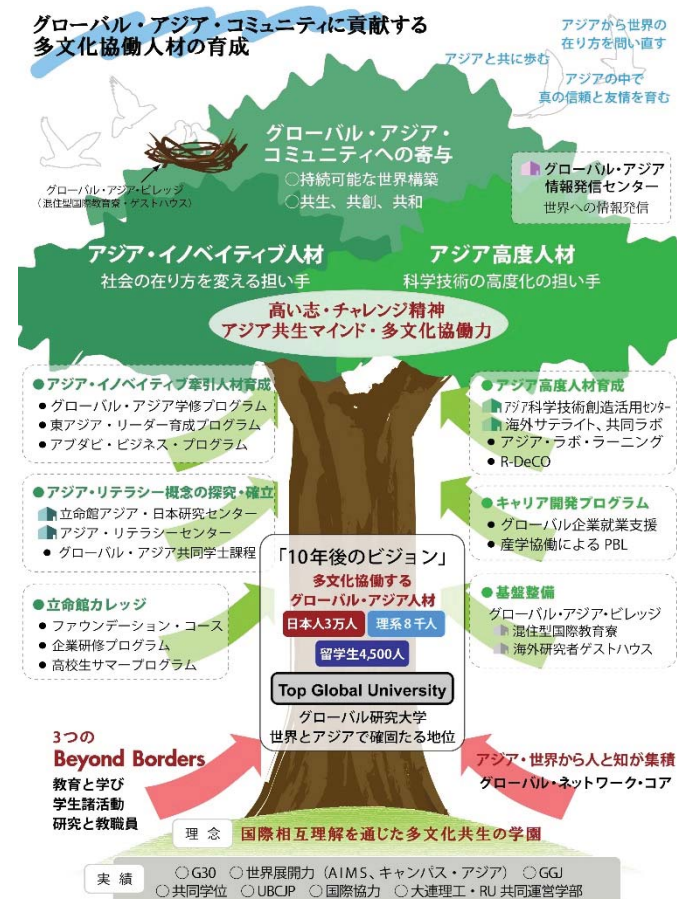 グローバル・アジア・コミュニティに貢献する
多文化協働人材の育成
アジアから世界の
在り方を問い直す
アジアと共に歩む
アジアの中で
真の信頼と友情を育む
グローバル・アジア・
コミュニティへの寄与
○持続可能な世界構築
○共生、共創、共和
グローバル・アジア・ビレッジ
（混住型国際教育寮・ゲストハウス）
グローバル・アジア
情報発信センター
世界への情報発信
アジア・イノベイティブ人材
社会の在り方を変える担い手
アジア高度人材
科学技術の高度化の担い手
高い志・チャレンジ精神
アジア共生マインド・多文化協働力
●アジア・イノベイティブ牽引人材育成
● グローバル・アジア学修プログラム
● 東アジア・リーダー育成プログラム
● アブダビ・ビジネス・プログラム
●アジア・リテラシー概念の探究・確立
立命館アジア・日本研究センター
アジア・リテラシーセンター
● グローバル・アジア共同学士課程
●立命館カレッジ
● ファウンデーション・コース
● 企業研修プログラム
● 高校生サマープログラム
●アジア高度人材育成
アジア科学技術創造活用センター
海外サテライト、共同ラボ
● アジア・ラボ・ラーニング
● R-DeCO
●キャリア開発プログラム
● グローバル企業就業支援
● 産学協働による PBL
●基盤整備
グローバル・アジア・ビレッジ
混住型国際教育寮
海外研究者ゲストハウス
「10年後のビジョン」
多文化協働する
グローバル・アジア人材
日本人3万人 理系8千人
留学生4,500人
Top Global University
グローバル研究大学
世界とアジアで確固たる地位
3つの
Beyond Borders
教育と学び
学生諸活動
研究と教職員
アジア・世界から人と知が集積
グローバル・ネットワーク・コア
理 念 国際相互理解を通じた多文化共生の学園
実 績
○G30 ○世界展開力（AIMS、キャンパス・アジア） ○GGJ
○共同学位 ○UBCJP ○国際協力 ○大連理工・RU 共同運営学部